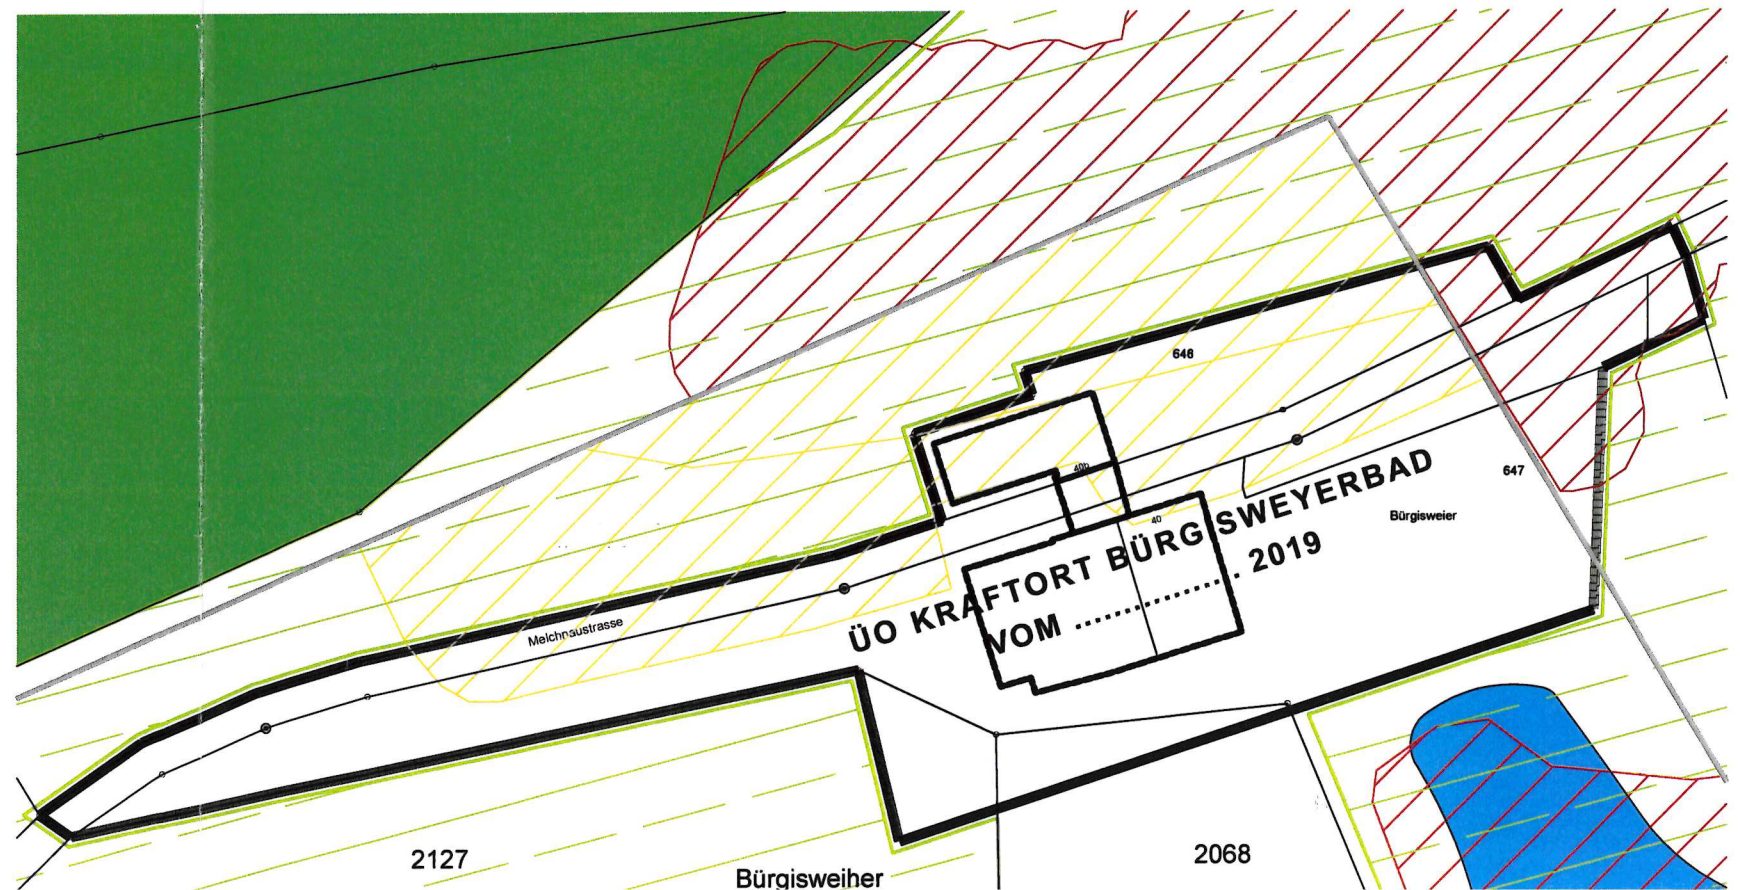 648
40b
647
40
Bürgisweier
ÜO KRAFTORT BÜRGISWEYERBAD
VOM ................ 2019
Melchnaustrasse
2127
2068
Bürgisweiher